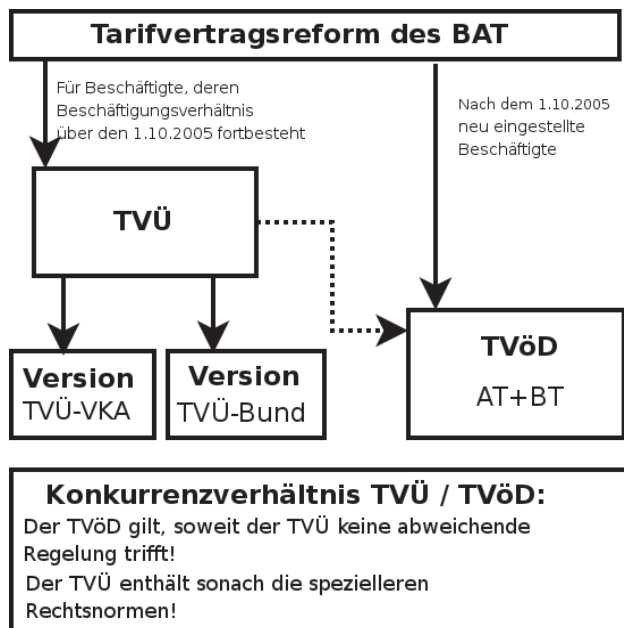 Tarifvertragsreform des BAT
Für Beschäftigte, deren
Beschäftigungsverhältnis
über den 1.10.2005 fortbesteht
Nach dem 1.10.2005
neu eingestellte
Beschäftigte
TVÜ
Version
TVÜ-VKA
Version
TVÜ-Bund
TVöD
AT+BT
Konkurrenzverhältnis TVÜ / TVöD:
Der TVöD gilt, soweit der TVÜ keine abweichende
Regelung trifft!
Der TVÜ enthält sonach die spezielleren
Rechtsnormen!